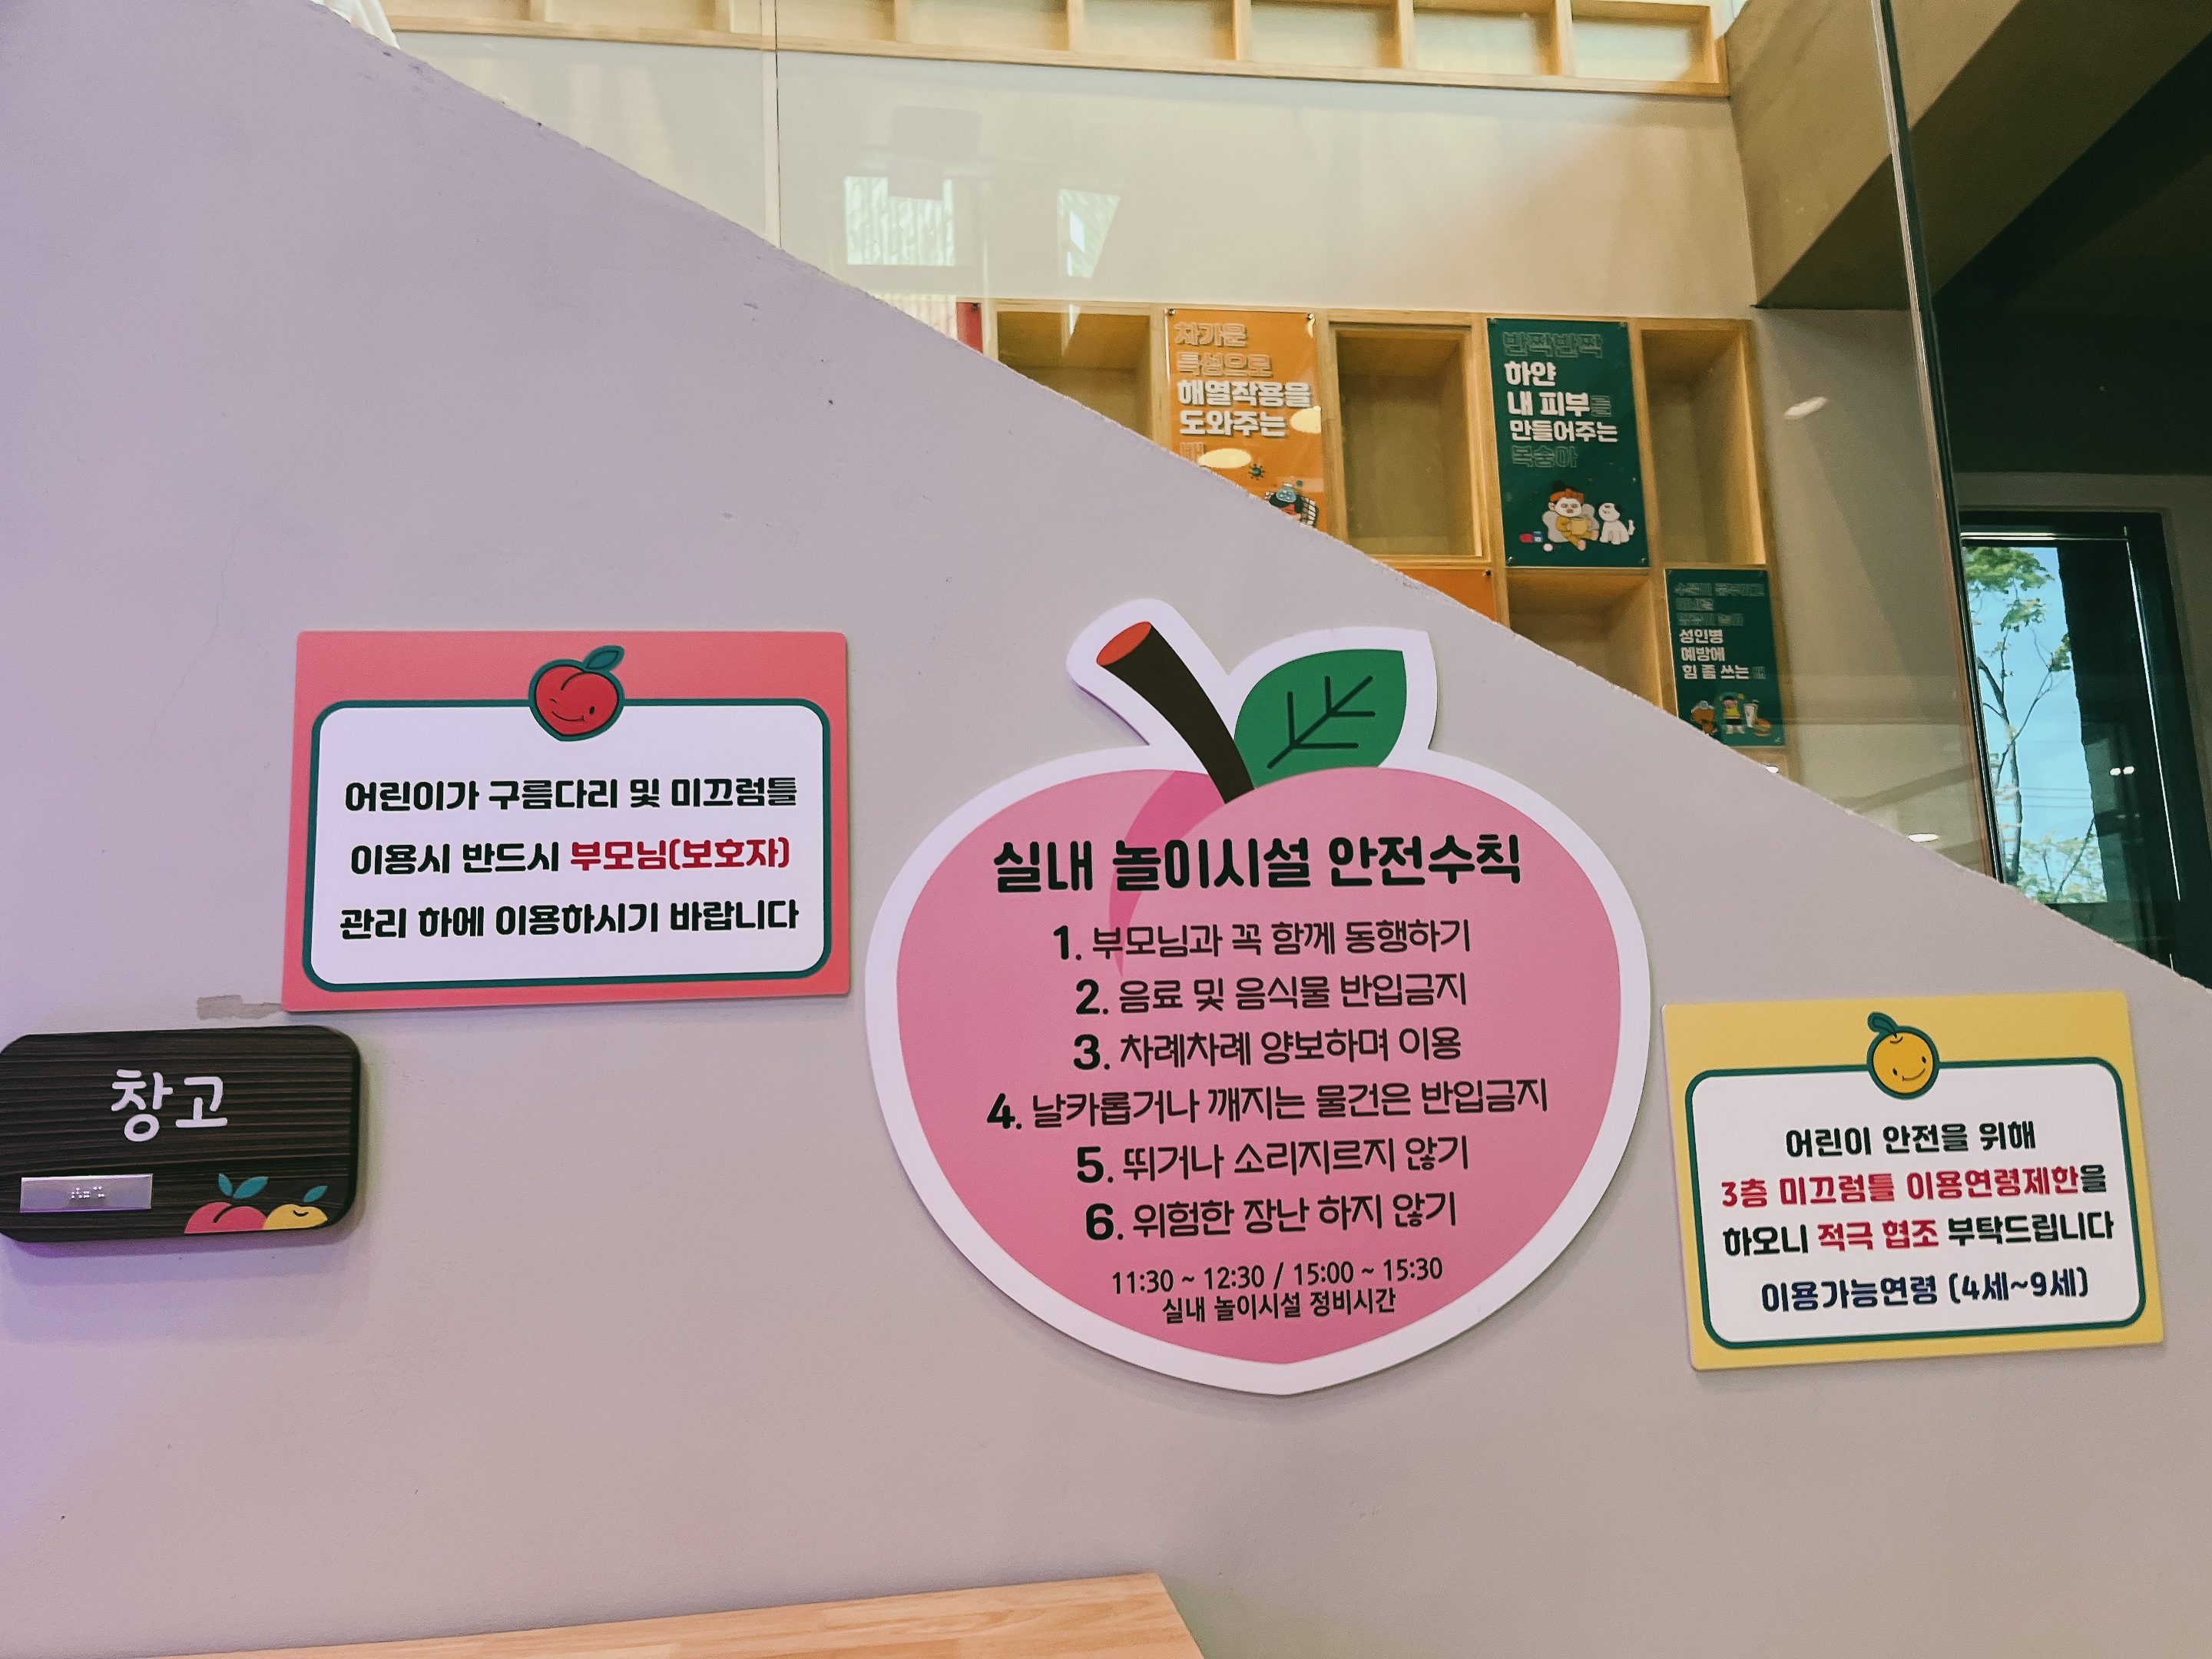 차가운
특성으로
해열작용을
도와주는
배
반짝반짝
하얀
내 피부를
만들어주는
복숭아
성인병
예방에
힘 좀 쓰는 배
어린이가 구름다리 및 미끄럼틀
이용시 반드시 부모님(보호자)
관리 하에 이용하시기 바랍니다
창고
실내 놀이시설 안전수칙
1. 부모님과 꼭 함께 동행하기
2. 음료 및 음식물 반입금지
3. 차례차례 양보하며 이용
4. 날카롭거나 깨지는 물건은 반입금지
5. 뛰거나 소리지르지 않기
6. 위험한 장난 하지 않기
11:30 ~ 12:30 / 15:00 ~ 15:30
실내 놀이시설 정비시간
어린이 안전을 위해
3층 미끄럼틀 이용연령제한을
하오니 적극 협조 부탁드립니다
이용가능연령 (4세~9세)